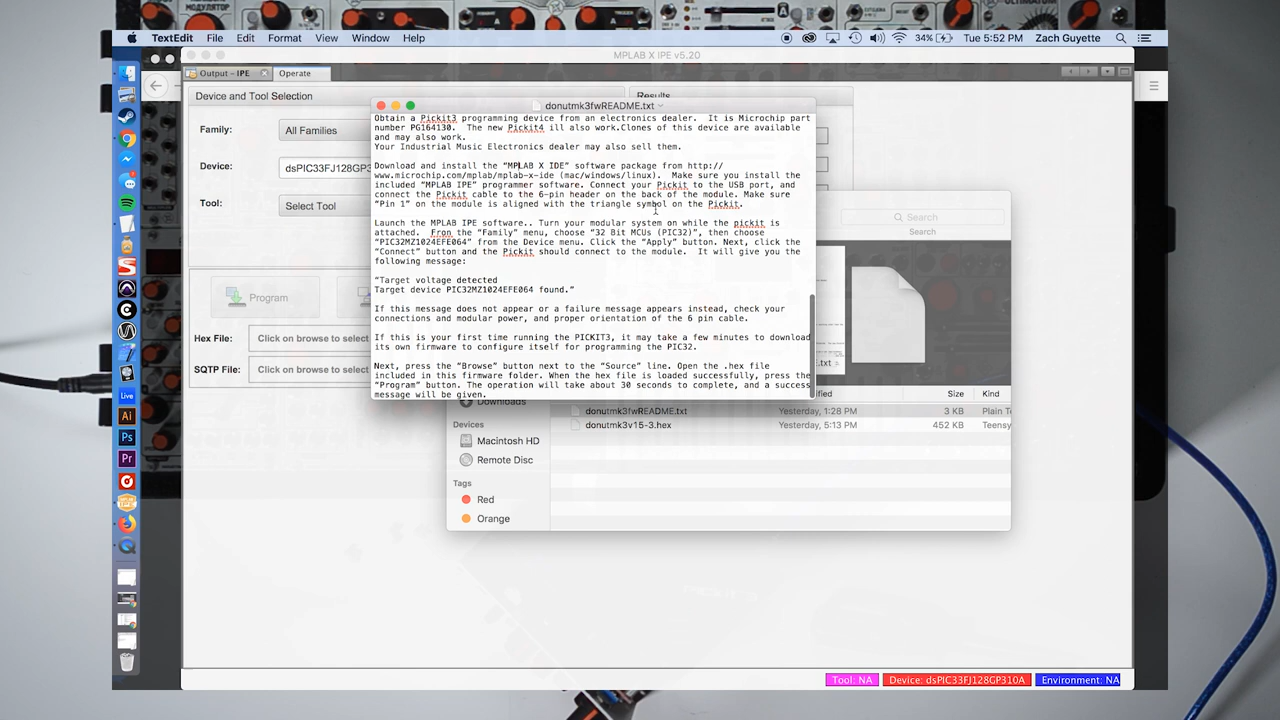 TextEdit File Edit Format View Window Help 34% Tue 5:52 PM Zach Guyette
MPLAB X IPE v5.20
Output – IPE Operate
Device and Tool Selection
Results
Family:
All Families
Device:
dsPIC33FJ128GP3
Tool:
Select Tool
Program
Hex File:
Click on browse to select
SQTP File:
Click on browse to select
donutmk3fwREADME.txt
Obtain a Pickit3 programming device from an electronics dealer. It is Microchip part
number PG164130. The new Pickit4 ill also work.Clones of this device are available
and may also work.
Your Industrial Music Electronics dealer may also sell them.
Download and install the “MPLAB X IDE” software package from http://
www.microchip.com/mplab/mplab-x-ide (mac/windows/linux). Make sure you install the
included “MPLAB IPE” programmer software. Connect your Pickit to the USB port, and
connect the Pickit cable to the 6-pin header on the back of the module. Make sure
“Pin 1” on the module is aligned with the triangle symbol on the Pickit.
Launch the MPLAB IPE software.. Turn your modular system on while the pickit is
attached. Fron the “Family” menu, choose “32 Bit MCUs (PIC32)”, then choose
“PIC32MZ1024EFE064” from the Device menu. Click the “Apply” button. Next, click the
“Connect” button and the Pickit should connect to the module. It will give you the
following message:
“Target voltage detected
Target device PIC32MZ1024EFE064 found.”
If this message does not appear or a failure message appears instead, check your
connections and modular power, and proper orientation of the 6 pin cable.
If this is your first time running the PICKIT3, it may take a few minutes to download
its own firmware to configure itself for programming the PIC32.
Next, press the “Browse” button next to the “Source” line. Open the .hex file
included in this firmware folder. When the hex file is loaded successfully, press the
“Program” button. The operation will take about 30 seconds to complete, and a success
message will be given.
Search
Search
Size Kind
donutmk3fwREADME.txt Yesterday, 1:28 PM 3 KB Plain T
donutmk3v15-3.hex Yesterday, 5:13 PM 452 KB Teensy
Downloads
Devices
Macintosh HD
Remote Disc
Tags
Red
Orange
Live
Ai
Ps
Pr
Tool: NA Device: dsPIC33FJ128GP310A Environment: NA